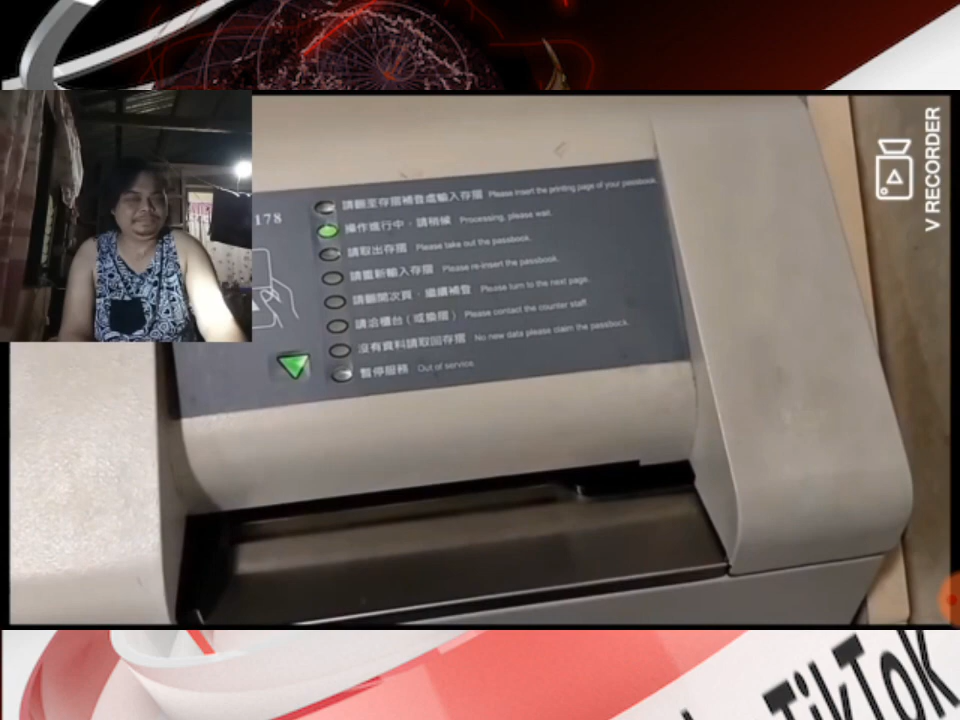 178
請翻至存摺補登處輸入存摺 Please insert the printing page of your passbook.
操作進行中，請稍候 Processing, please wait.
請取出存摺 Please take out the passbook.
請重新輸入存摺 Please re-insert the passbook.
請翻開次頁，繼續補登 Please turn to the next page.
請洽櫃台（或換摺） Please contact the counter staff.
沒有資料請取回存摺 No new data please claim the passbook.
暫停服務 Out of service.
V RECORDER
TikTok